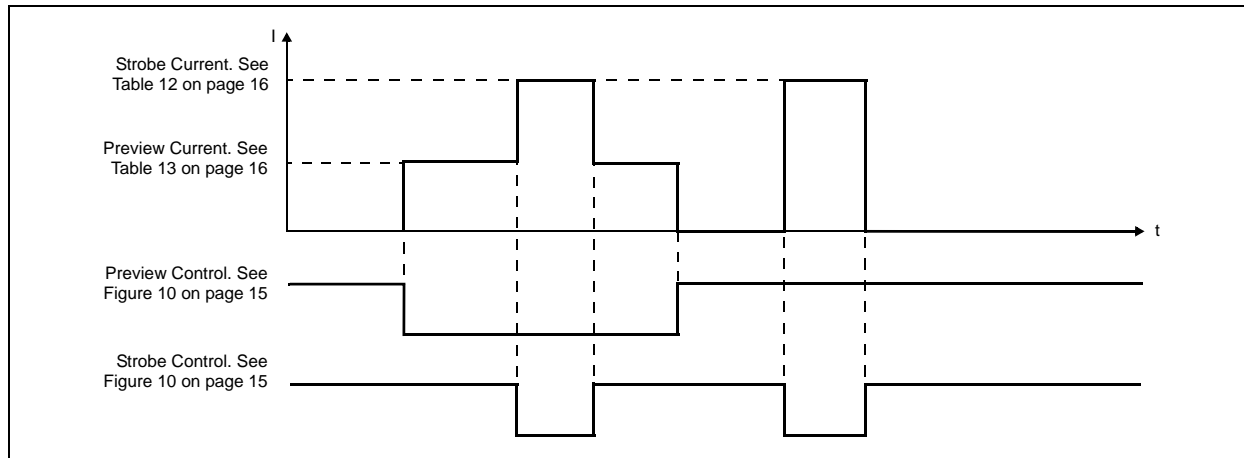 I
Strobe Current. See
Table 12 on page 16
Preview Current. See
Table 13 on page 16
t
Preview Control. See
Figure 10 on page 15
Strobe Control. See
Figure 10 on page 15